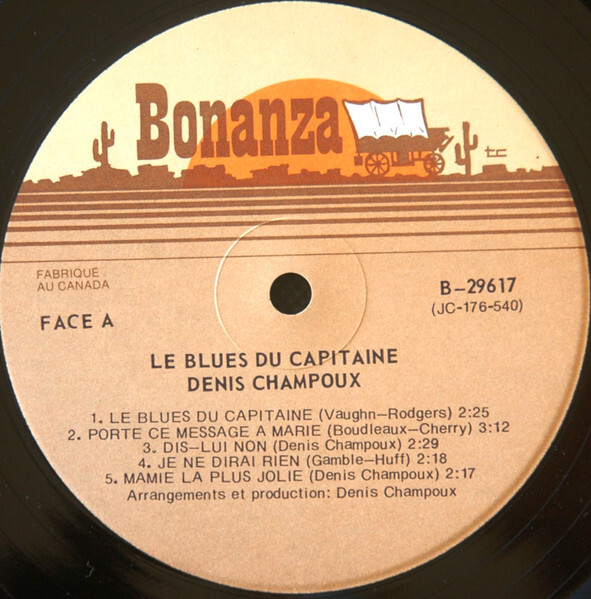 Bonanza
tc
FABRIQUÉ
AU CANADA
B–29617
(JC-176-540)
FACE A
LE BLUES DU CAPITAINE
DENIS CHAMPOUX
1. LE BLUES DU CAPITAINE (Vaughn–Rodgers) 2:25
2. PORTE CE MESSAGE A MARIE (Boudleaux–Cherry) 3:12
3. DIS-LUI NON (Denis Champoux) 2:29
4. JE NE DIRAI RIEN (Gamble–Huff) 2:18
5. MAMIE LA PLUS JOLIE (Denis Champoux) 2:17
Arrangements et production: Denis Champoux